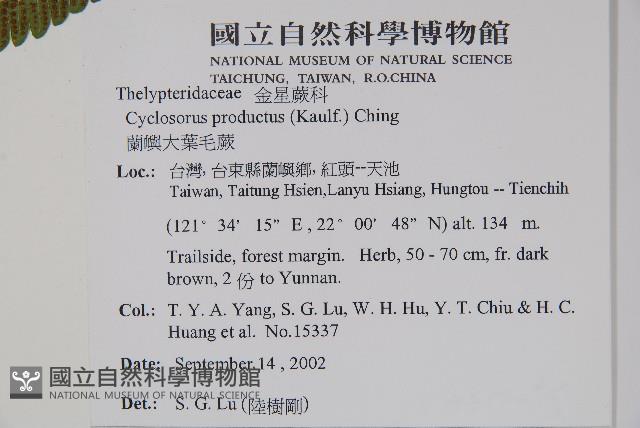 國立自然科學博物館
NATIONAL MUSEUM OF NATURAL SCIENCE
TAICHUNG, TAIWAN, R.O.CHINA
Thelypteridaceae 金星蕨科
Cyclosorus productus (Kaulf.) Ching
蘭嶼大葉毛蕨
Loc.: 台灣, 台東縣蘭嶼鄉, 紅頭--天池
Taiwan, Taitung Hsien,Lanyu Hsiang, Hungtou -- Tienchih
(121° 34' 15" E , 22° 00' 48" N) alt. 134 m.
Trailside, forest margin. Herb, 50 - 70 cm, fr. dark
brown, 2 份 to Yunnan.
Col.: T. Y. A. Yang, S. G. Lu, W. H. Hu, Y. T. Chiu & H. C.
Huang et al. No.15337
Date: September 14 , 2002
國立自然科學博物館
NATIONAL MUSEUM OF NATURAL SCIENCE
Det.: S. G. Lu (陸樹剛)